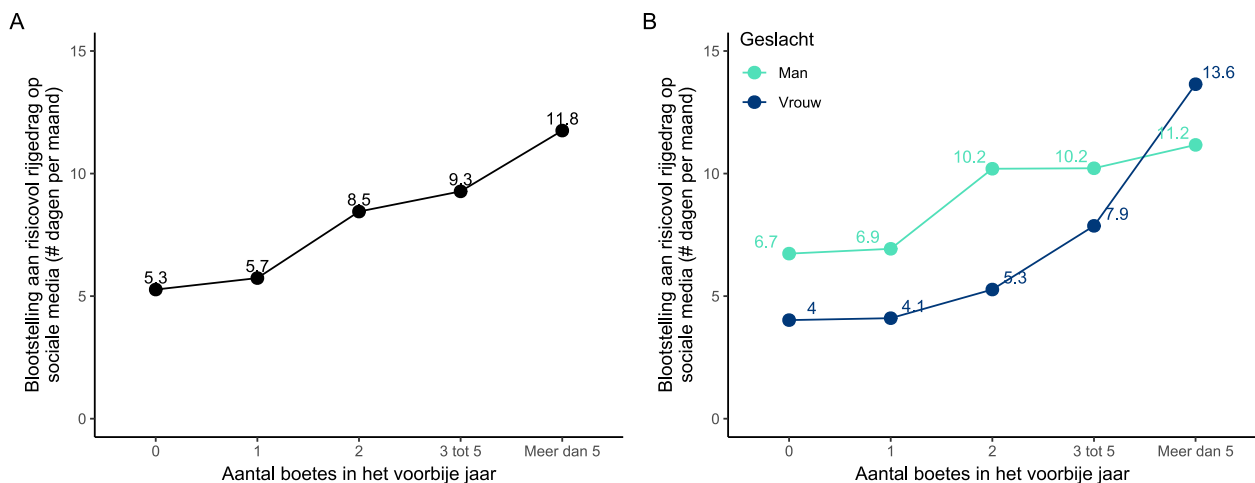 A
Blootstelling aan risicovol rijgedrag op
sociale media (# dagen per maand)
15
10
5
0
5.3
5.7
8.5
9.3
11.8
0
1
2
3 tot 5
Meer dan 5
Aantal boetes in het voorbije jaar
B
Blootstelling aan risicovol rijgedrag op
sociale media (# dagen per maand)
15
10
5
0
Geslacht
Man
Vrouw
6.7
6.9
10.2
10.2
11.2
4
4.1
5.3
7.9
13.6
0
1
2
3 tot 5
Meer dan 5
Aantal boetes in het voorbije jaar